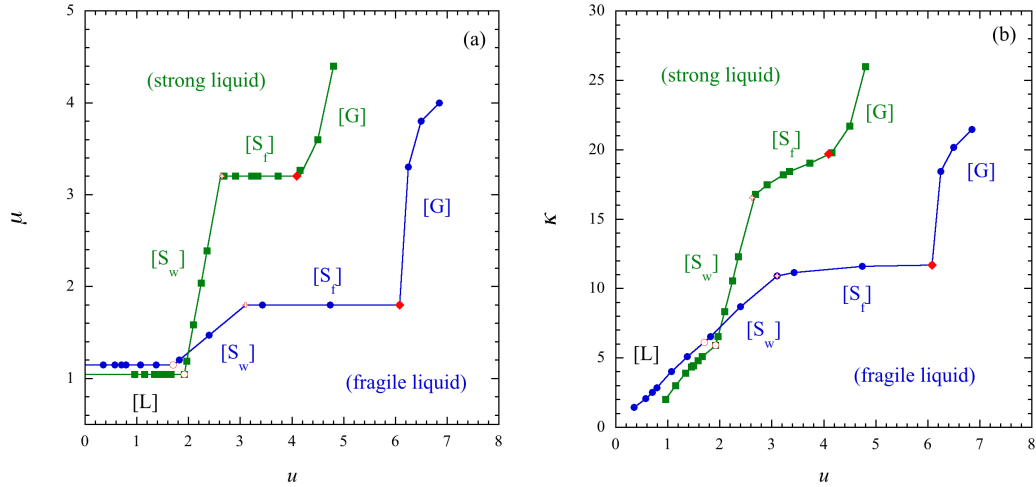 5
4
3
2
1
0
1
2
3
4
5
6
7
8
μ
u
(a)
(strong liquid)
[G]
[S_f]
[S_w]
[G]
[S_f]
[S_w]
(fragile liquid)
[L]
30
25
20
15
10
5
0
0
1
2
3
4
5
6
7
8
κ
u
(b)
(strong liquid)
[G]
[S_f]
[S_w]
[G]
[S_f]
[S_w]
[L]
(fragile liquid)